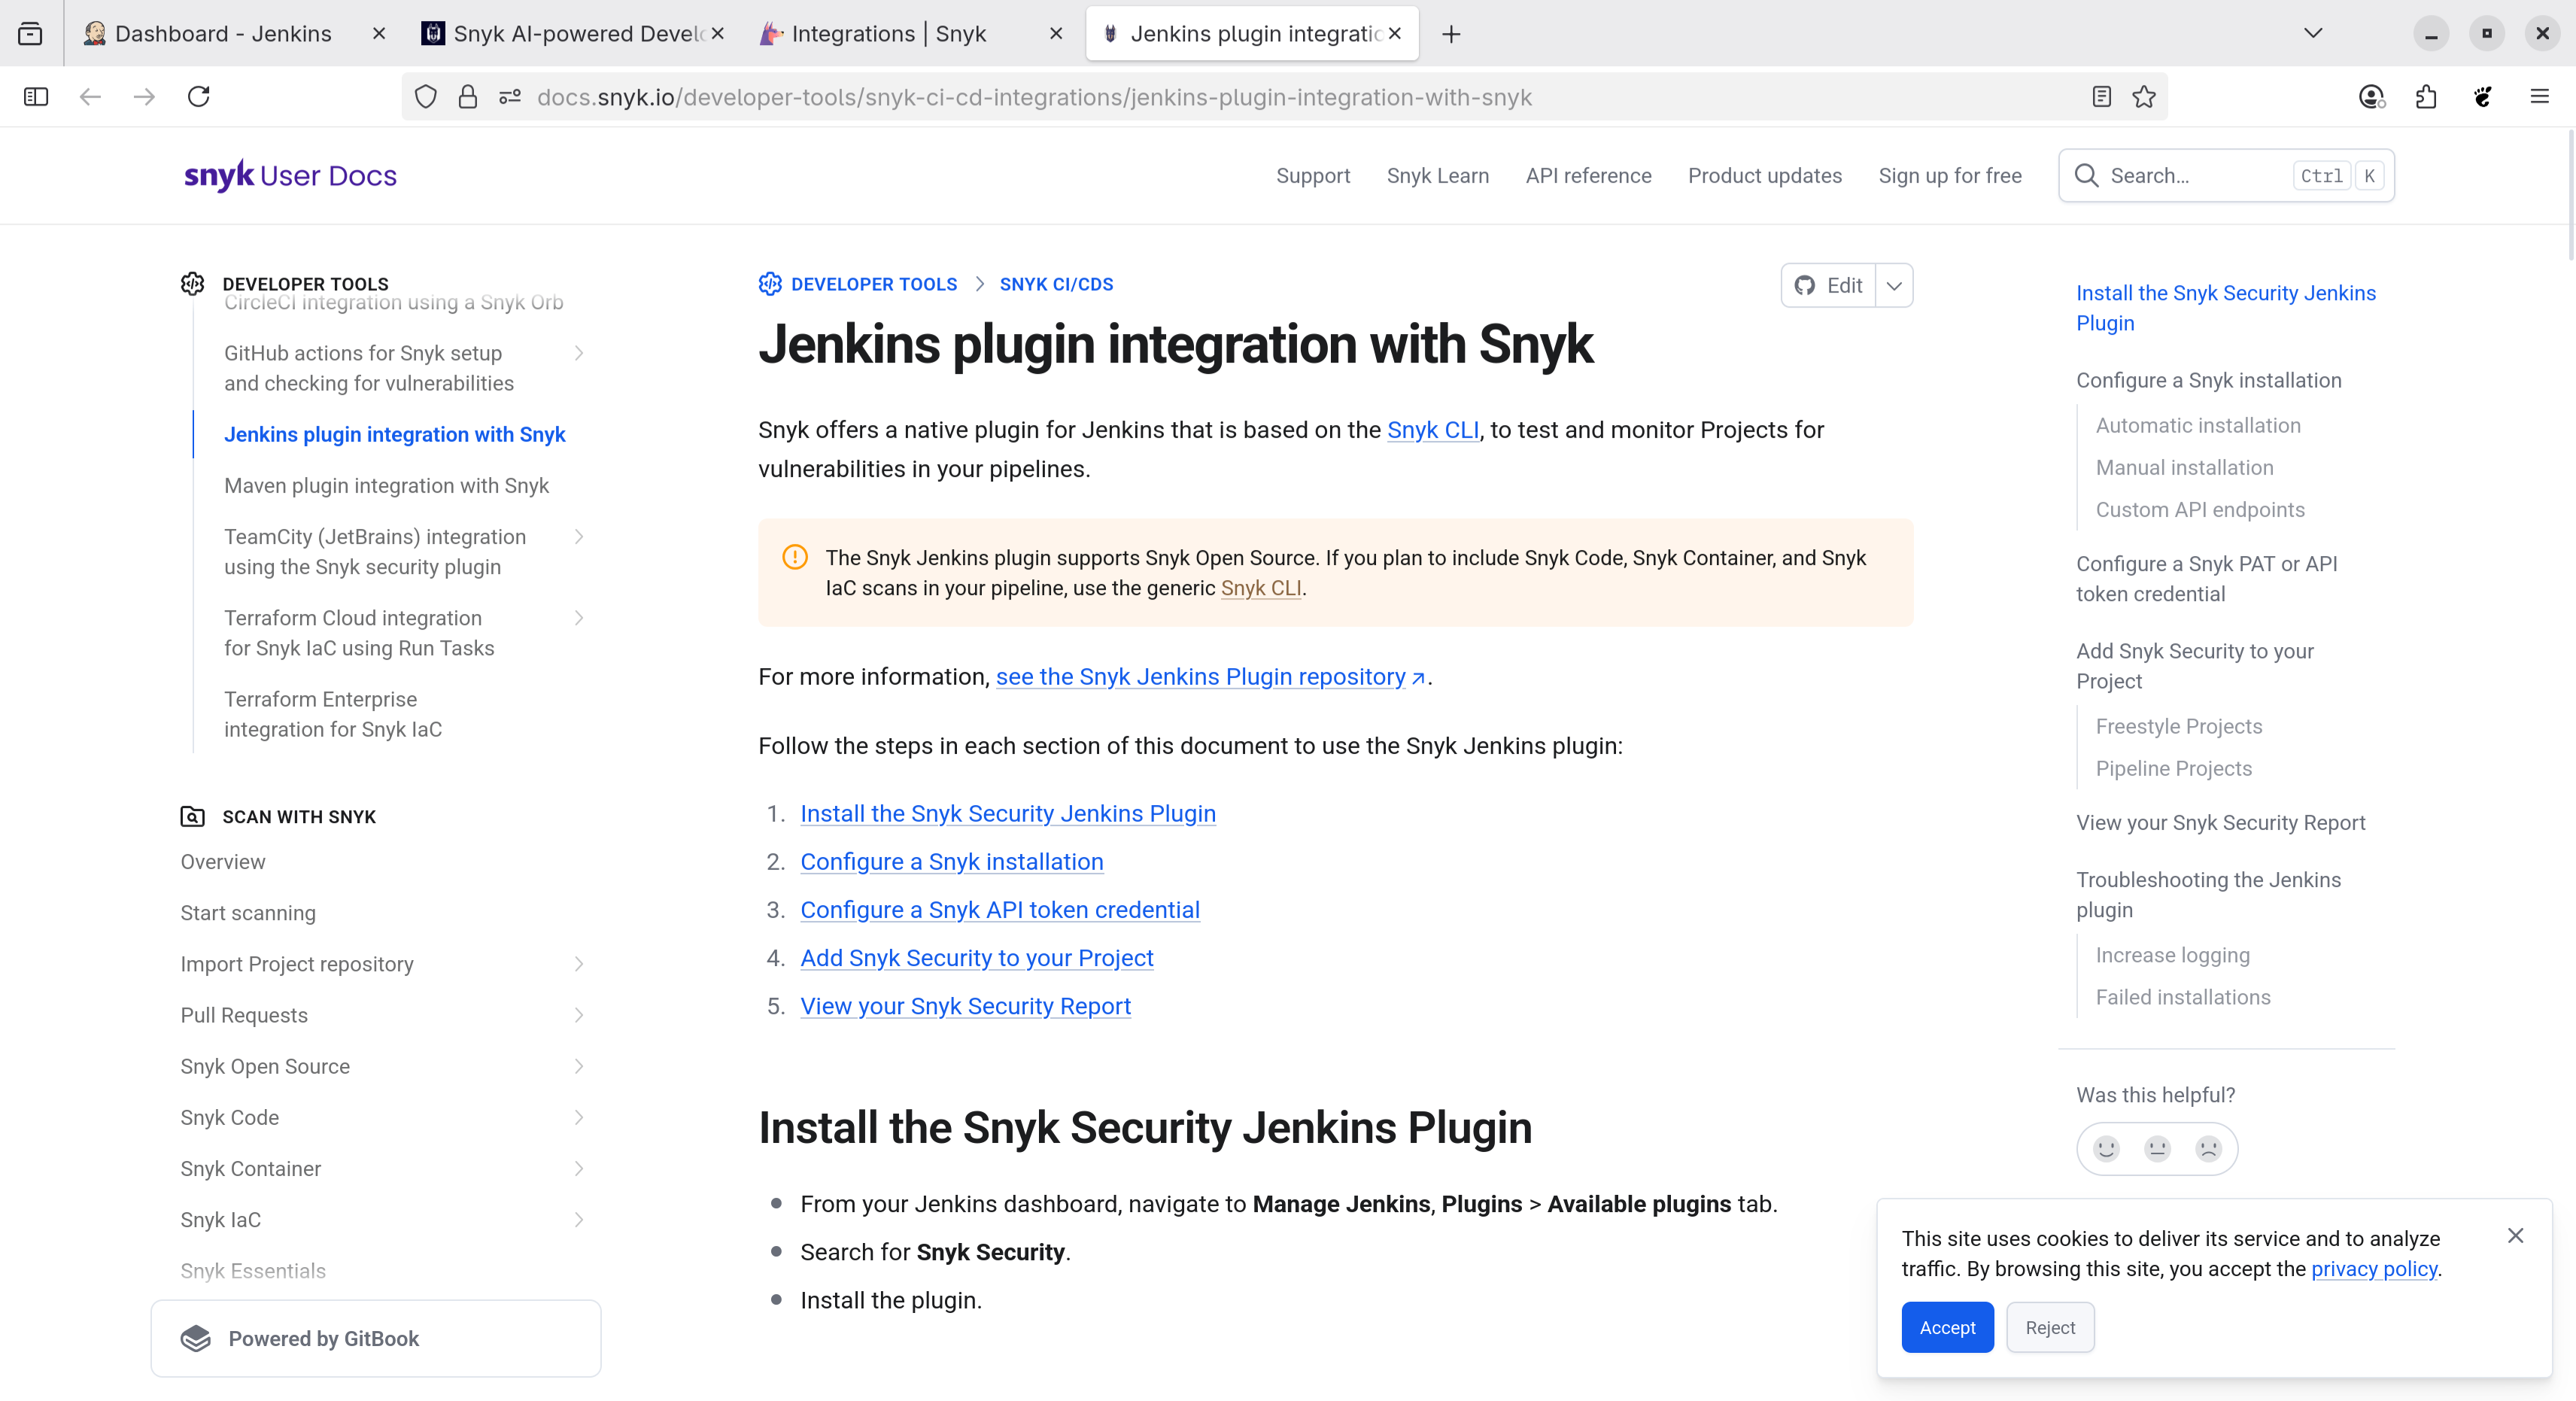 Dashboard - Jenkins
Snyk AI-powered Develo
Integrations | Snyk
Jenkins plugin integratio
docs.snyk.io/developer-tools/snyk-ci-cd-integrations/jenkins-plugin-integration-with-snyk
snyk User Docs
Support
Snyk Learn
API reference
Product updates
Sign up for free
Search...
Ctrl
K
DEVELOPER TOOLS
CircleCI integration using a Snyk Orb
GitHub actions for Snyk setup
and checking for vulnerabilities
Jenkins plugin integration with Snyk
Maven plugin integration with Snyk
TeamCity (JetBrains) integration
using the Snyk security plugin
Terraform Cloud integration
for Snyk IaC using Run Tasks
Terraform Enterprise
integration for Snyk IaC
SCAN WITH SNYK
Overview
Start scanning
Import Project repository
Pull Requests
Snyk Open Source
Snyk Code
Snyk Container
Snyk IaC
Snyk Essentials
Powered by GitBook
DEVELOPER TOOLS > SNYK CI/CDS
Edit
Jenkins plugin integration with Snyk
Snyk offers a native plugin for Jenkins that is based on the Snyk CLI, to test and monitor Projects for
vulnerabilities in your pipelines.
The Snyk Jenkins plugin supports Snyk Open Source. If you plan to include Snyk Code, Snyk Container, and Snyk
IaC scans in your pipeline, use the generic Snyk CLI.
For more information, see the Snyk Jenkins Plugin repository ↗.
Follow the steps in each section of this document to use the Snyk Jenkins plugin:
1. Install the Snyk Security Jenkins Plugin
2. Configure a Snyk installation
3. Configure a Snyk API token credential
4. Add Snyk Security to your Project
5. View your Snyk Security Report
Install the Snyk Security Jenkins Plugin
• From your Jenkins dashboard, navigate to Manage Jenkins, Plugins > Available plugins tab.
• Search for Snyk Security.
• Install the plugin.
Install the Snyk Security Jenkins
Plugin
Configure a Snyk installation
Automatic installation
Manual installation
Custom API endpoints
Configure a Snyk PAT or API
token credential
Add Snyk Security to your
Project
Freestyle Projects
Pipeline Projects
View your Snyk Security Report
Troubleshooting the Jenkins
plugin
Increase logging
Failed installations
Was this helpful?
This site uses cookies to deliver its service and to analyze
traffic. By browsing this site, you accept the privacy policy.
Accept
Reject